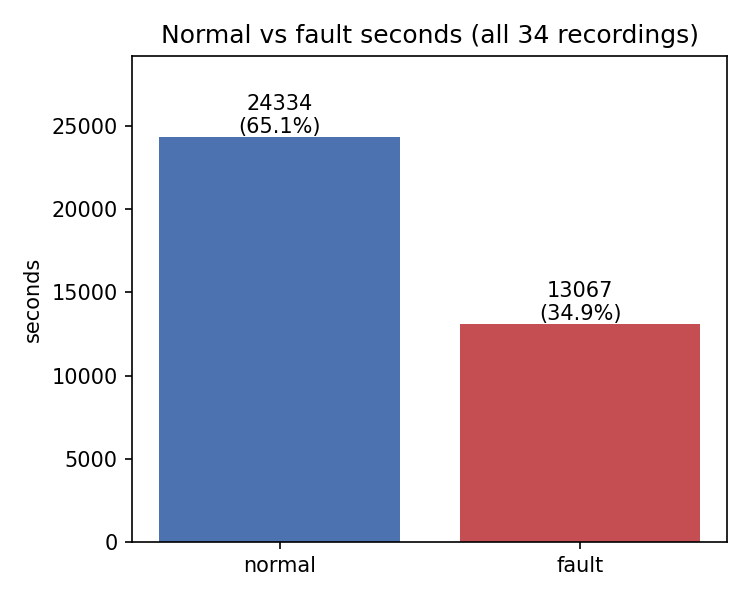 Normal vs fault seconds (all 34 recordings)
24334
(65.1%)
13067
(34.9%)
seconds
25000
20000
15000
10000
5000
0
normal
fault